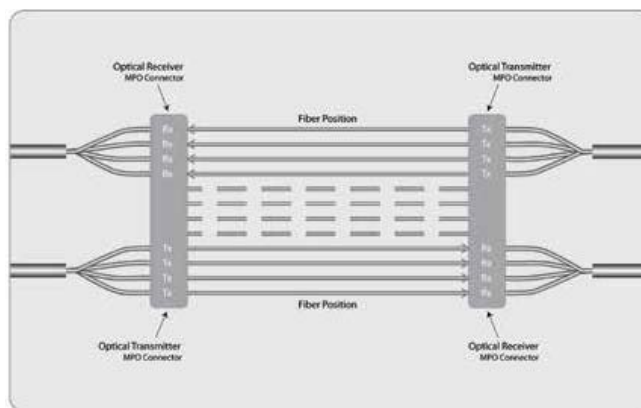 Optical Receiver
MPO Connector
Optical Transmitter
MPO Connector
Fiber Position
Rx
Rx
Rx
Rx
Tx
Tx
Tx
Tx
Tx
Tx
Tx
Tx
Rx
Rx
Rx
Rx
Fiber Position
Optical Transmitter
MPO Connector
Optical Receiver
MPO Connector